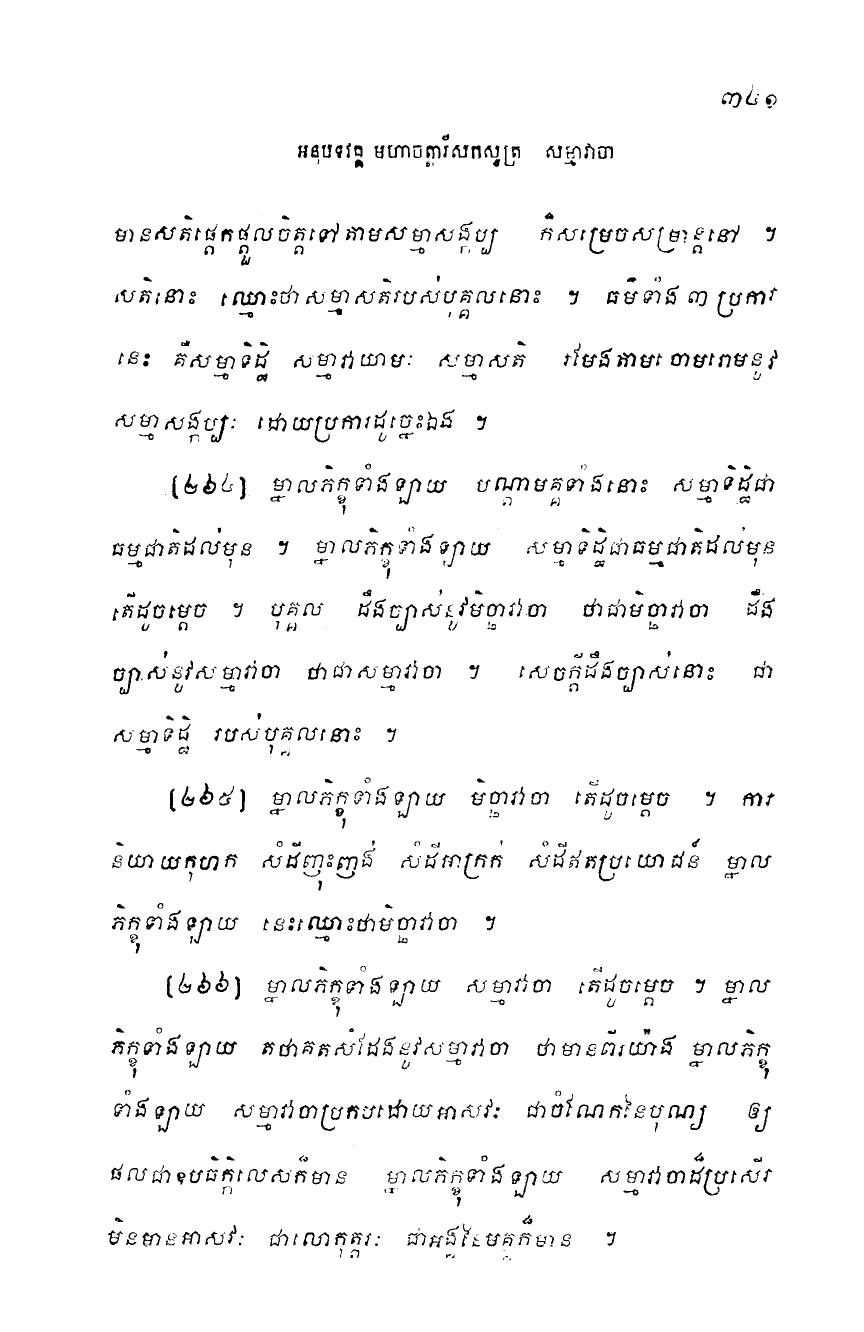 ៣៤១
អនុបទវគ្គ មហាចត្តារីសកសូត្រ សម្មាវាចា
មានសតិផ្តេកផ្តួលចិត្តទៅតាមសម្មាសង្កប្ប ក៏សម្រេចសម្រាន្តនៅ ។
សតិនោះ ឈ្មោះថាសម្មាសតិរបស់បុគ្គលនោះ ។ ធម៌ទាំង ៣ ប្រការ
នេះ គឺសម្មាទិដ្ឋិ សម្មាវាយាមៈ សម្មាសតិ រមែងតាមចោមរោមនូវ
សម្មាសង្កប្បៈ ដោយប្រការដូច្នេះឯង ។
[២៦៤] ម្នាលភិក្ខុទាំងឡាយ បណ្តាមគ្គទាំងនោះ សម្មាទិដ្ឋិជា
ធម្មជាតិដល់មុន ។ ម្នាលភិក្ខុទាំងឡាយ សម្មាទិដ្ឋិជាធម្មជាតិដល់មុន
តើដូចម្តេច ។ បុគ្គល ដឹងច្បាស់នូវមិច្ឆាវាចា ថាជាមិច្ឆាវាចា ដឹង
ច្បាស់នូវសម្មាវាចា ថាជាសម្មាវាចា ។ សេចក្តីដឹងច្បាស់នោះ ជា
សម្មាទិដ្ឋិ របស់បុគ្គលនោះ ។
[២៦៥] ម្នាលភិក្ខុទាំងឡាយ មិច្ឆាវាចា តើដូចម្តេច ។ ការ
និយាយកុហក សំដីញុះញង់ សំដីអាក្រក់ សំដីឥតប្រយោជន៍ ម្នាល
ភិក្ខុទាំងឡាយ នេះឈ្មោះថាមិច្ឆាវាចា ។
[២៦៦] ម្នាលភិក្ខុទាំងឡាយ សម្មាវាចា តើដូចម្តេច ។ ម្នាល
ភិក្ខុទាំងឡាយ តថាគតសំដែងនូវសម្មាវាចា ថាមានពីរយ៉ាង ម្នាលភិក្ខុ
ទាំងឡាយ សម្មាវាចាប្រកបដោយអាសវៈ ជាចំណែកនៃបុណ្យ ឲ្យ
ផលជាឧបធិក្កិលេសក៏មាន ម្នាលភិក្ខុទាំងឡាយ សម្មាវាចាដ៏ប្រសើរ
មិនមានអាសវៈ ជាលោកុត្តរៈ ជាអង្គនៃមគ្គក៏មាន ។